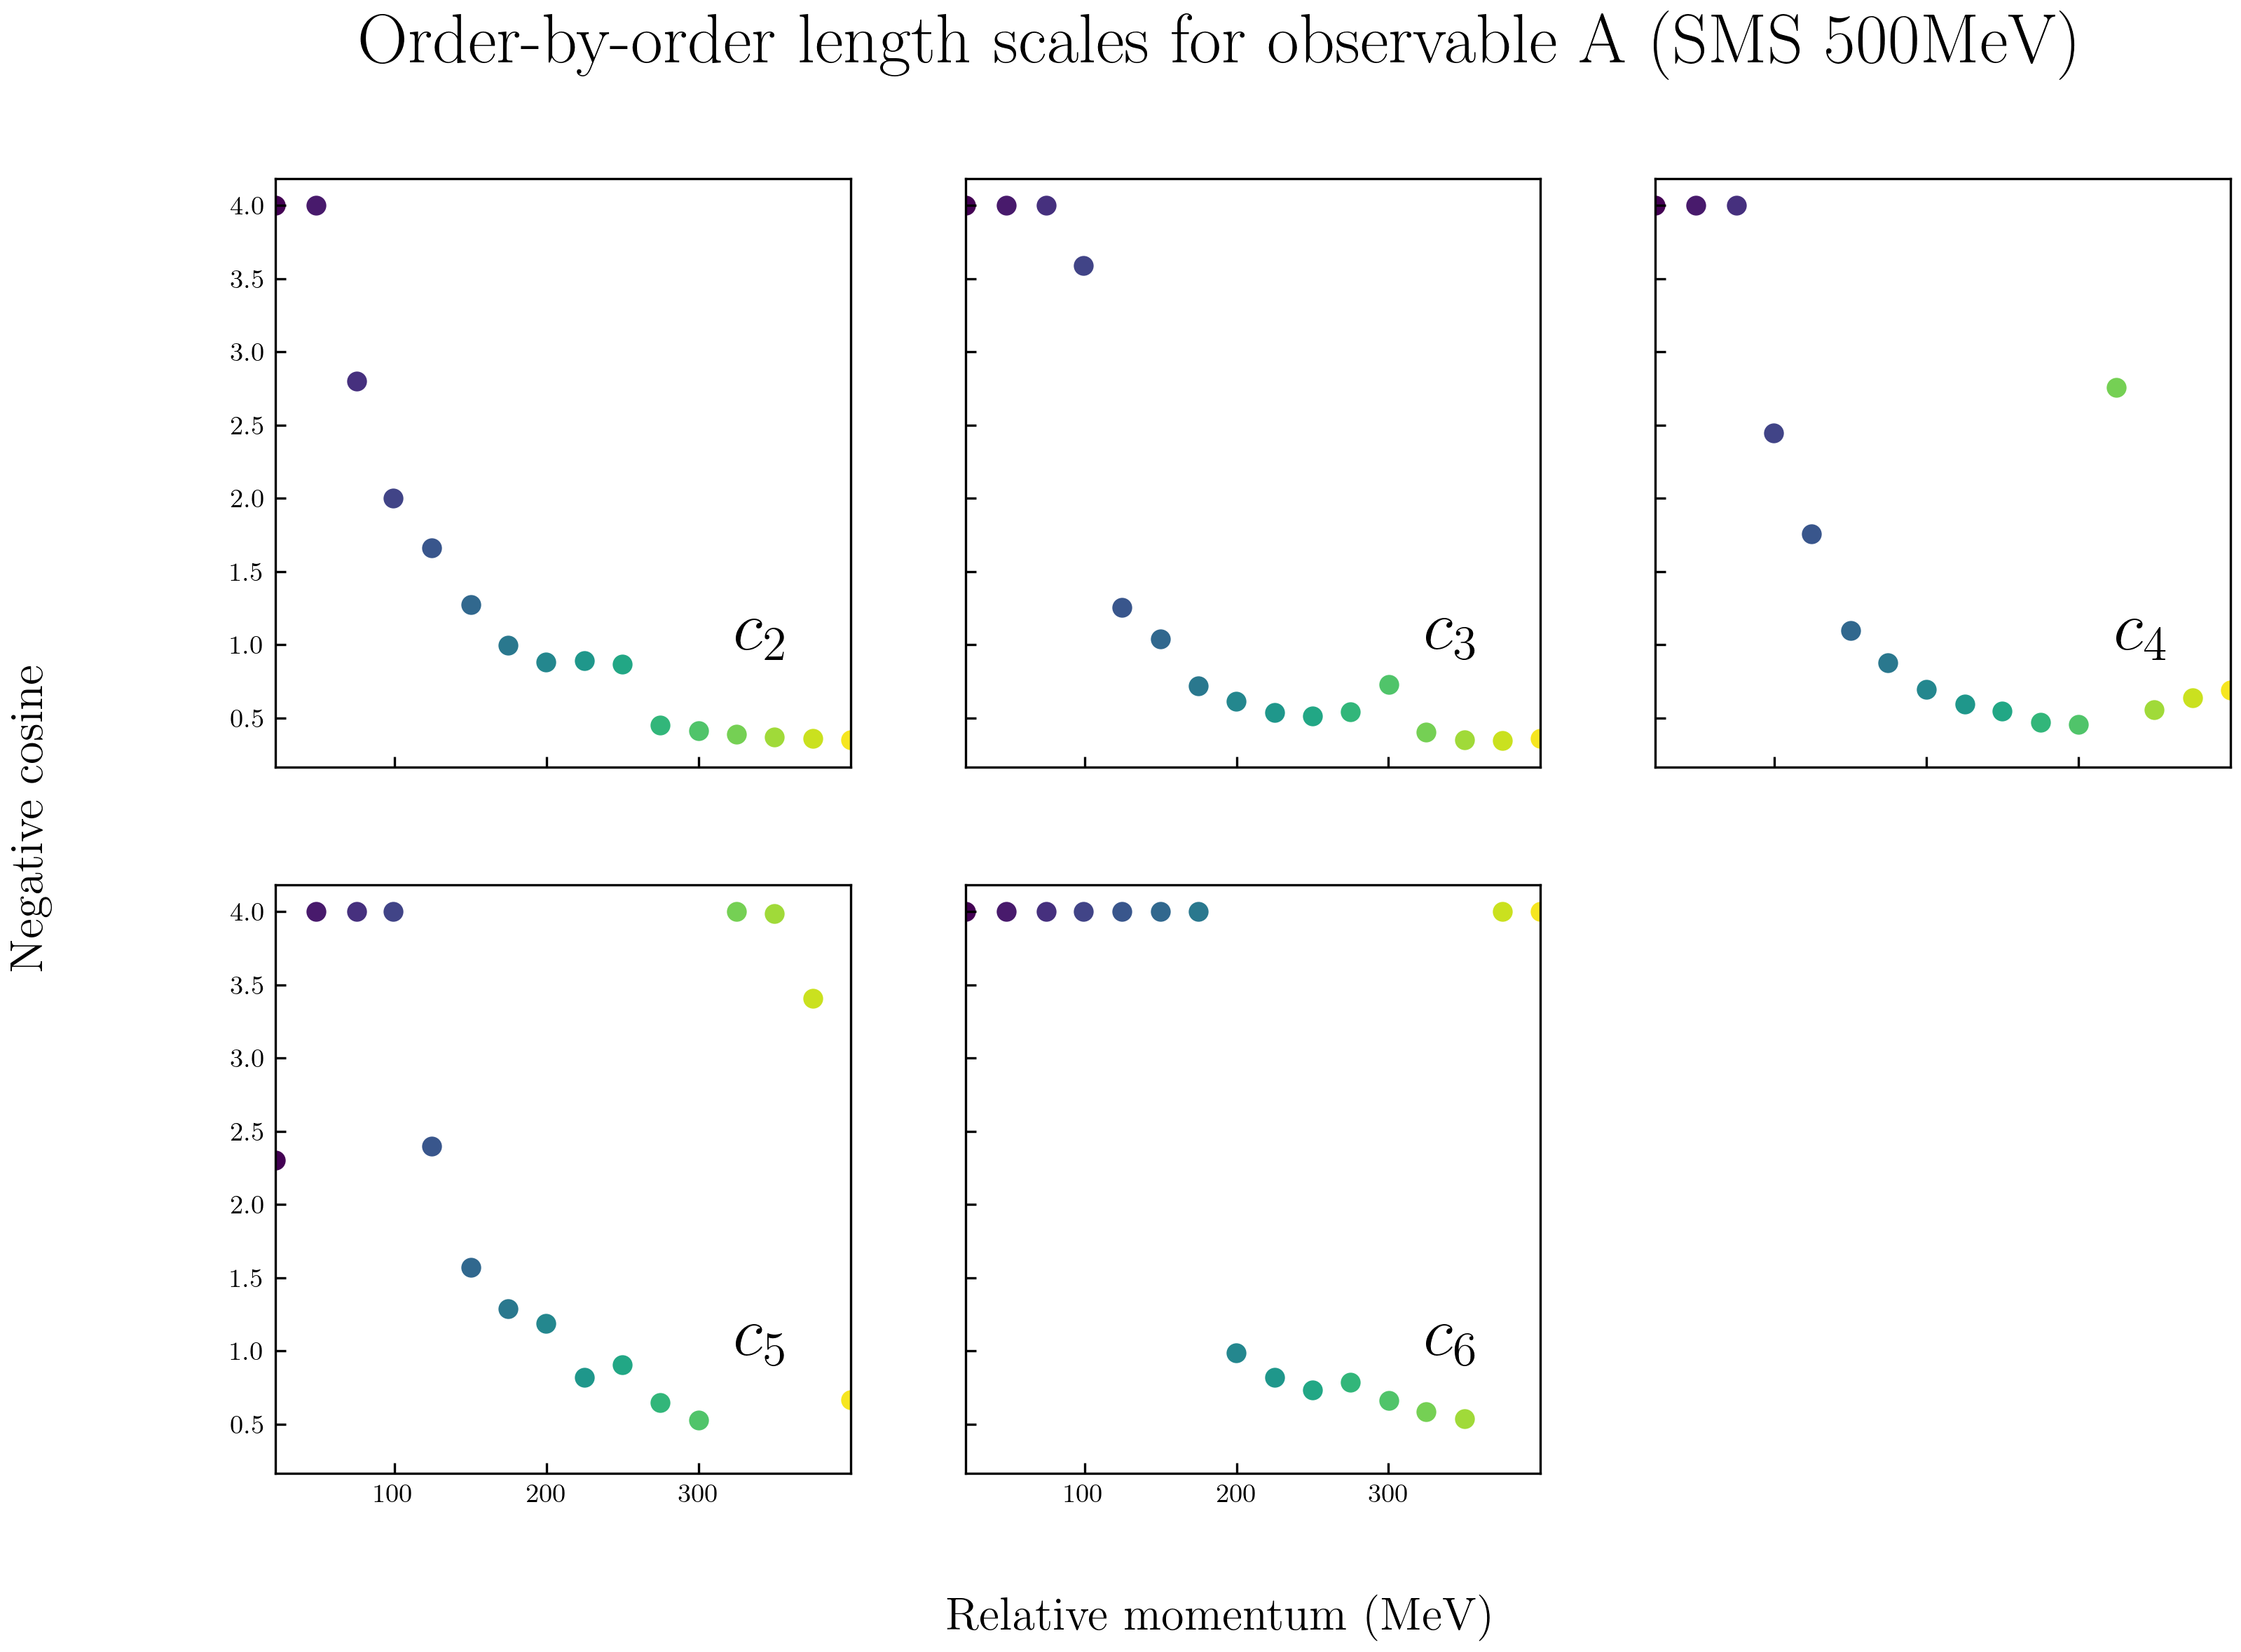 Order-by-order length scales for observable A (SMS 500MeV)
4.0
3.5
3.0
2.5
2.0
1.5
1.0
0.5
c2
c3
c4
Negative cosine
4.0
3.5
3.0
2.5
2.0
1.5
1.0
0.5
c5
c6
100 200 300
100 200 300
Relative momentum (MeV)